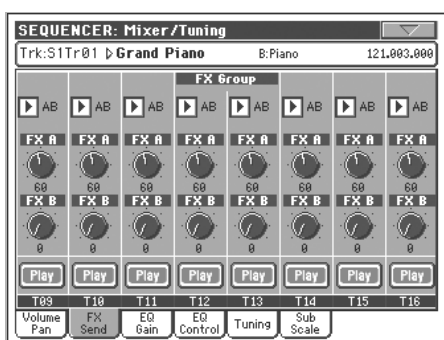 SEQUENCER: Mixer/Tuning
Trk:S1Tr01 Grand Piano B:Piano 121.003.000
FX Group
AB AB AB AB AB AB AB AB
FX A FX A FX A FX A FX A FX A FX A FX A
60 60 60 60 60 60 60 60
FX B FX B FX B FX B FX B FX B FX B FX B
0 0 0 0 0 0 0 0
Play Play Play Play Play Play Play Play
T09 T10 T11 T12 T13 T14 T15 T16
Volume Pan FX Send EQ Gain EQ Control Tuning Sub Scale